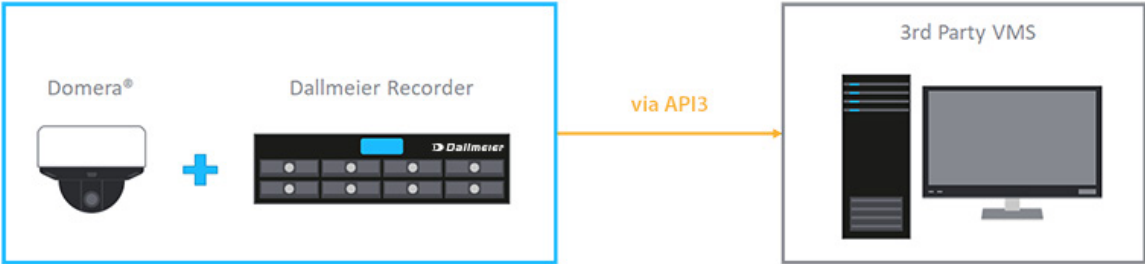 3rd Party VMS
Domera®
Dallmeier Recorder
via API3
Dallmeier